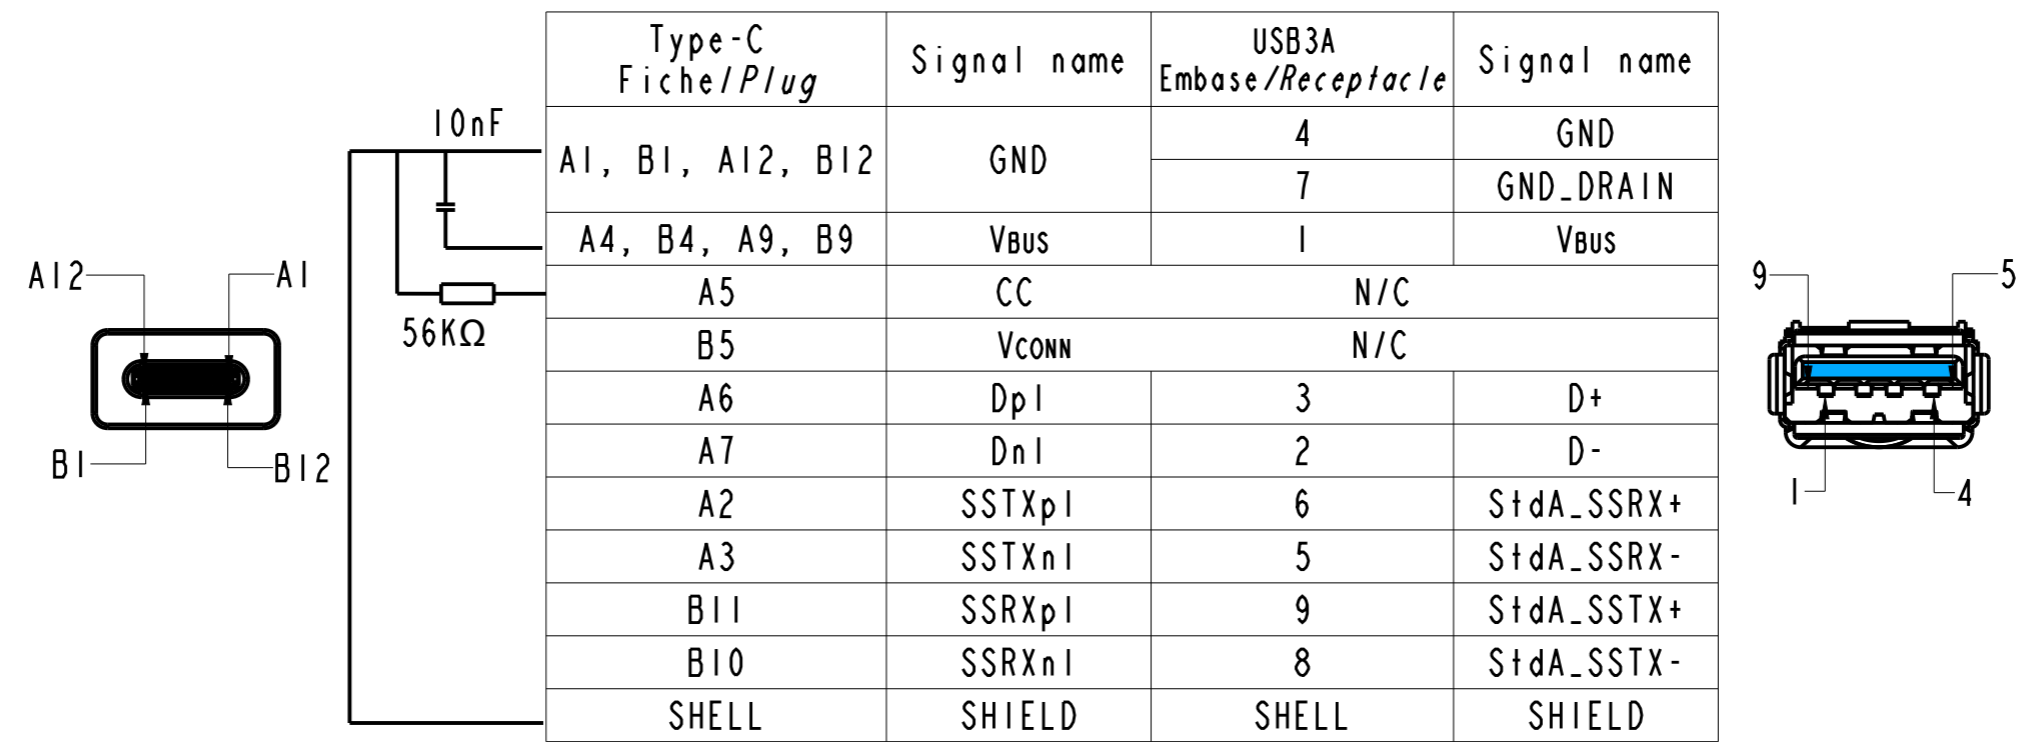 Type-C Fiche/Plug Signal name USB3A Embase/Receptacle Signal name
10nF
A1, B1, A12, B12 GND 4 GND
7 GND_DRAIN
A4, B4, A9, B9 VBUS 1 VBUS
A5 CC N/C
56KΩ
B5 VCONN N/C
A6 Dp1 3 D+
A7 Dn1 2 D-
A2 SSTXp1 6 StdA_SSRX+
A3 SSTXn1 5 StdA_SSRX-
B11 SSRXp1 9 StdA_SSTX+
B10 SSRXn1 8 StdA_SSTX-
SHELL SHIELD SHELL SHIELD
A12 A1
B1 B12
9 5
1 4